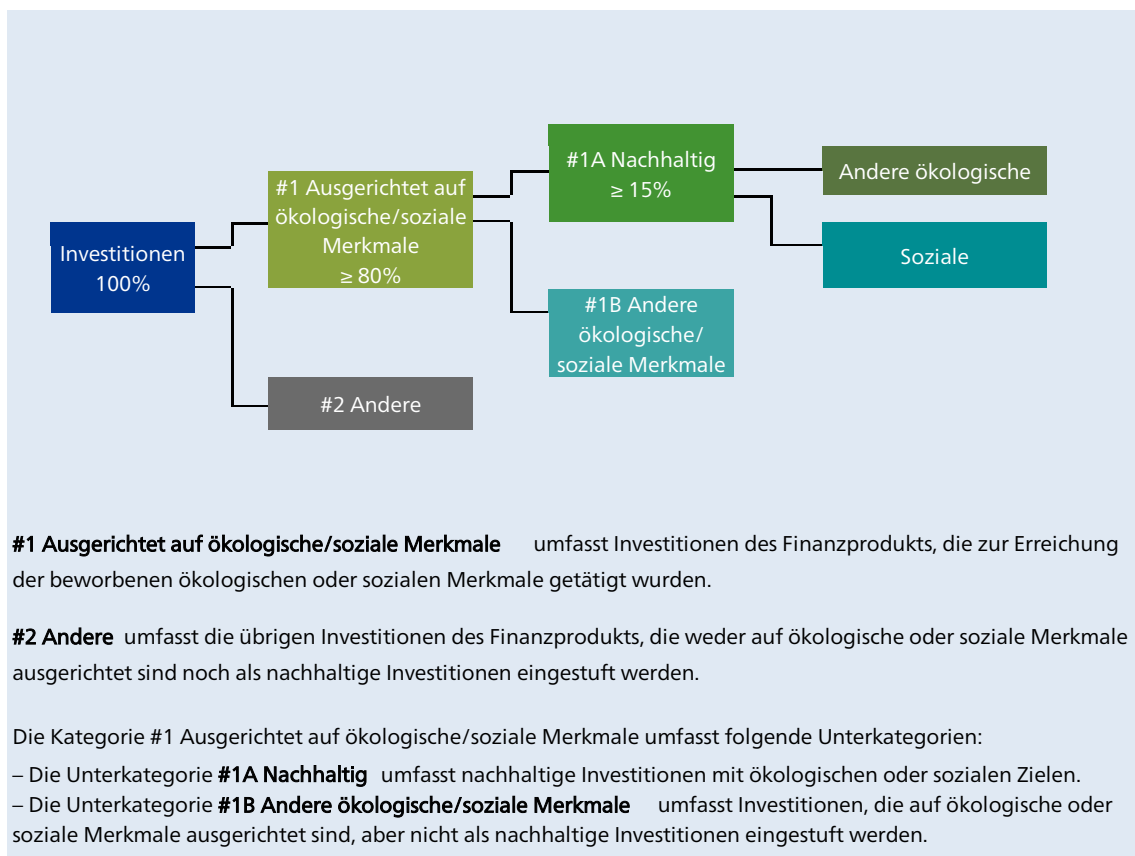 Investitionen
100%
#1 Ausgerichtet auf
ökologische/soziale
Merkmale
≥ 80%
#2 Andere
#1A Nachhaltig
≥ 15%
#1B Andere
ökologische/
soziale Merkmale
Andere ökologische
Soziale
#1 Ausgerichtet auf ökologische/soziale Merkmale umfasst Investitionen des Finanzprodukts, die zur Erreichung
der beworbenen ökologischen oder sozialen Merkmale getätigt wurden.
#2 Andere umfasst die übrigen Investitionen des Finanzprodukts, die weder auf ökologische oder soziale Merkmale
ausgerichtet sind noch als nachhaltige Investitionen eingestuft werden.
Die Kategorie #1 Ausgerichtet auf ökologische/soziale Merkmale umfasst folgende Unterkategorien:
– Die Unterkategorie #1A Nachhaltig umfasst nachhaltige Investitionen mit ökologischen oder sozialen Zielen.
– Die Unterkategorie #1B Andere ökologische/soziale Merkmale umfasst Investitionen, die auf ökologische oder
soziale Merkmale ausgerichtet sind, aber nicht als nachhaltige Investitionen eingestuft werden.